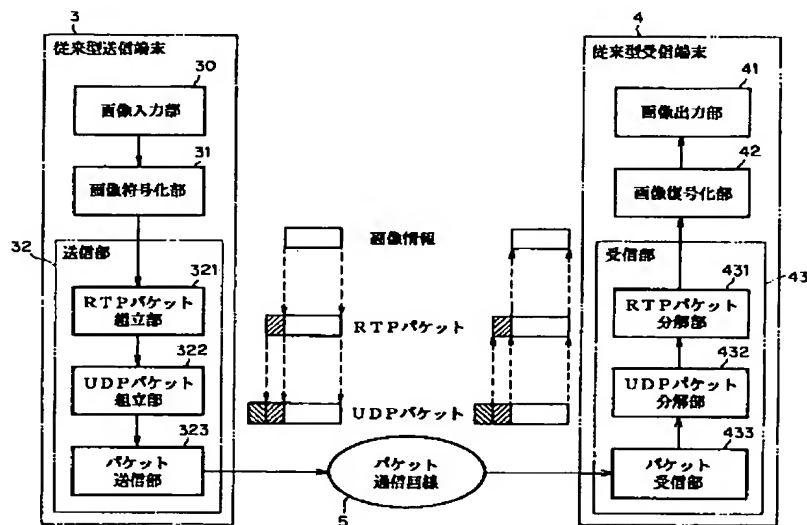 3
従来型送信端末
30
画像入力部
31
画像符号化部
32
送信部
321
RTPパケット
組立部
322
UDPパケット
組立部
323
パケット
送信部
画像情報
RTPパケット
UDPパケット
パケット
通信回線
5
4
従来型受信端末
41
画像出力部
42
画像復号化部
43
受信部
431
RTPパケット
分解部
432
UDPパケット
分解部
433
パケット
受信部